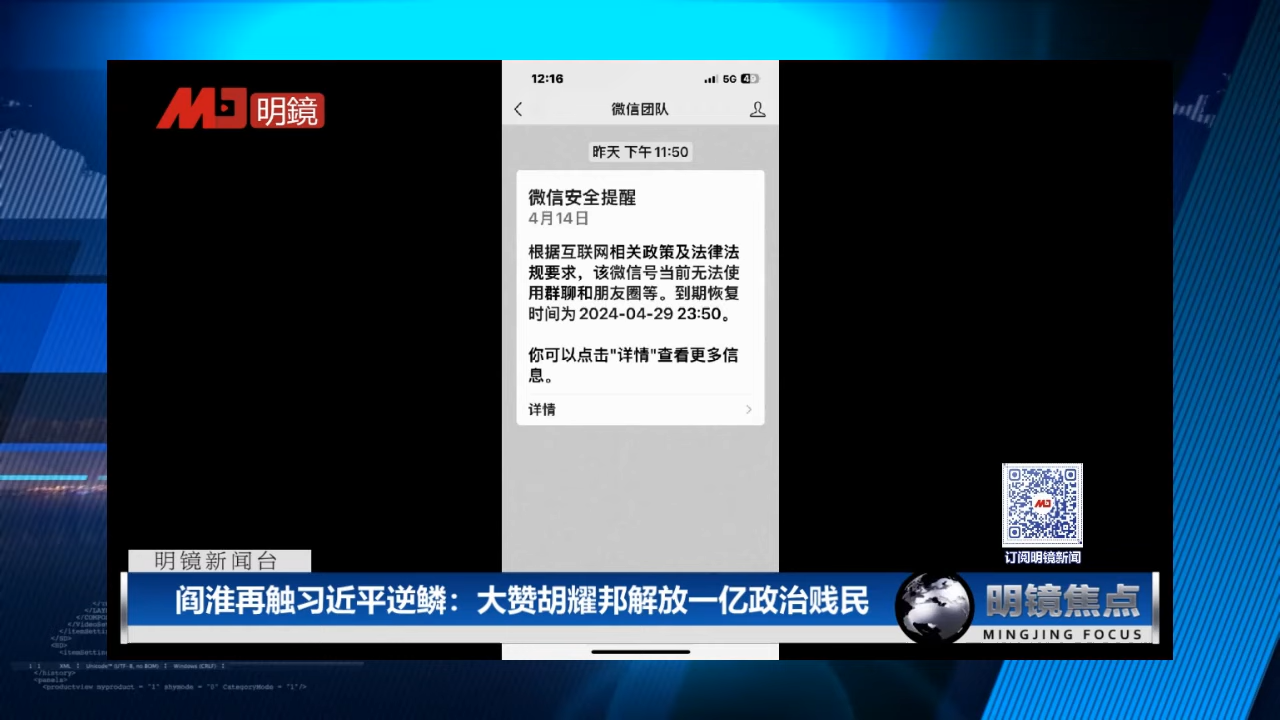 明鏡
12:16
5G
微信团队
昨天 下午11:50
微信安全提醒
4月14日
根据互联网相关政策及法律法
规要求，该微信号当前无法使
用群聊和朋友圈等。到期恢复
时间为2024-04-29 23:50。
你可以点击"详情"查看更多信
息。
详情
订阅明镜新闻
明镜新闻台
阎淮再触习近平逆鳞：大赞胡耀邦解放一亿政治贱民
明镜焦点
MINGJING FOCUS